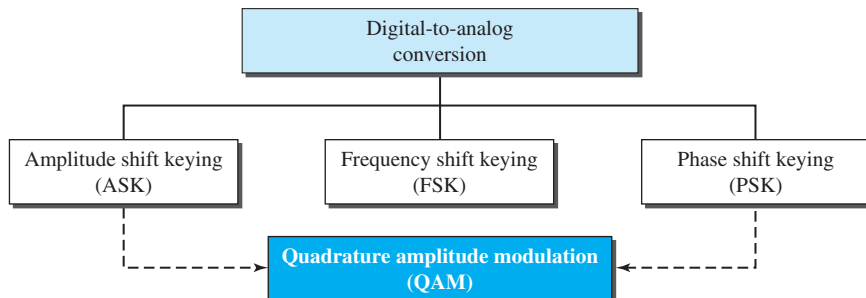 Digital-to-analog
conversion
Amplitude shift keying
(ASK)
Frequency shift keying
(FSK)
Phase shift keying
(PSK)
Quadrature amplitude modulation
(QAM)